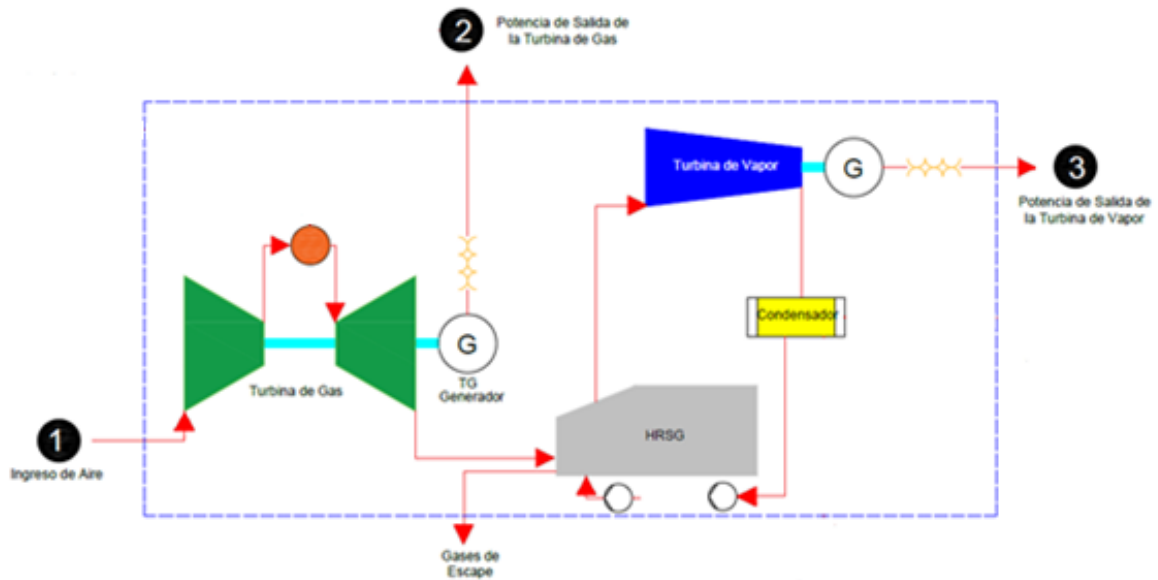 2
Potencia de Salida de
la Turbina de Gas
Turbina de Vapor
G
3
Potencia de Salida de
la Turbina de Vapor
Condensador
G
TG
Generador
Turbina de Gas
1
Ingreso de Aire
HRSG
Gases de
Escape